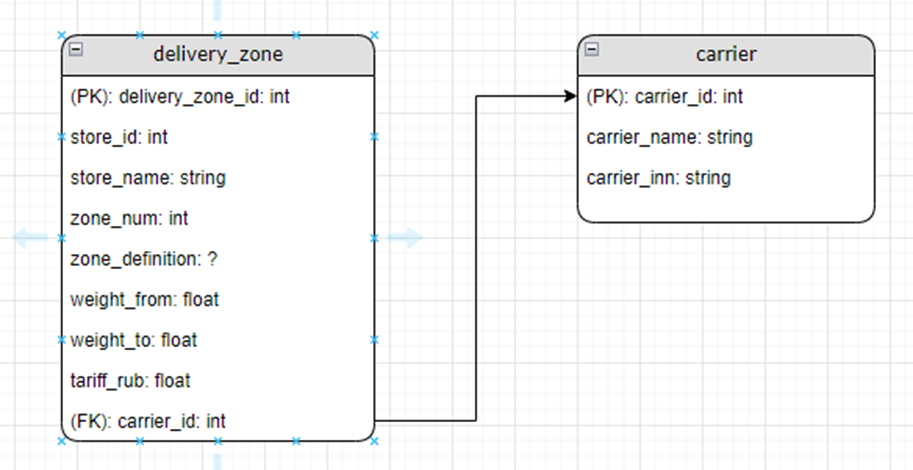 delivery_zone
(PK): delivery_zone_id: int
store_id: int
store_name: string
zone_num: int
zone_definition: ?
weight_from: float
weight_to: float
tariff_rub: float
(FK): carrier_id: int
carrier
(PK): carrier_id: int
carrier_name: string
carrier_inn: string